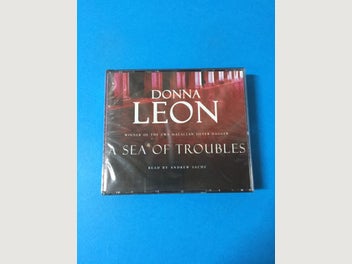 DONNA
LEON
WINNER OF THE CWA MACALLAN SILVER DAGGER
A SEA OF TROUBLES
READ BY ANDREW SACHS